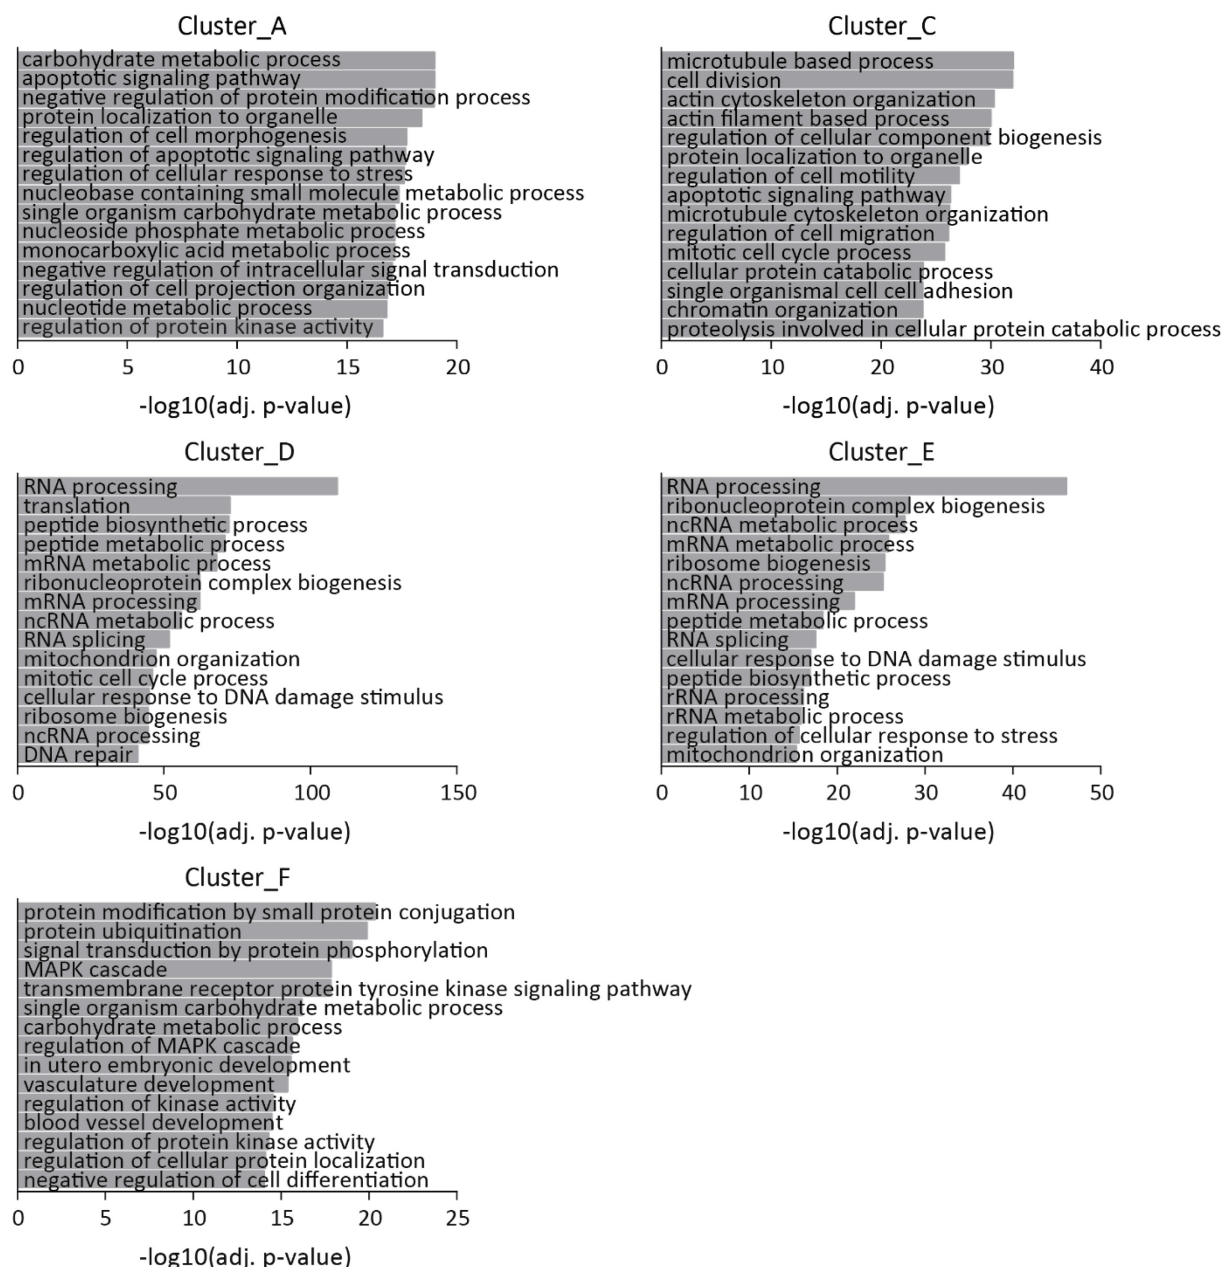 Cluster_A
carbohydrate metabolic process
apoptotic signaling pathway
negative regulation of protein modification process
protein localization to organelle
regulation of cell morphogenesis
regulation of apoptotic signaling pathway
regulation of cellular response to stress
nucleobase containing small molecule metabolic process
single organism carbohydrate metabolic process
nucleoside phosphate metabolic process
monocarboxylic acid metabolic process
negative regulation of intracellular signal transduction
regulation of cell projection organization
nucleotide metabolic process
regulation of protein kinase activity
0 5 10 15 20
-log10(adj. p-value)
Cluster_C
microtubule based process
cell division
actin cytoskeleton organization
actin filament based process
regulation of cellular component biogenesis
protein localization to organelle
regulation of cell motility
apoptotic signaling pathway
microtubule cytoskeleton organization
regulation of cell migration
mitotic cell cycle process
cellular protein catabolic process
single organismal cell cell adhesion
chromatin organization
proteolysis involved in cellular protein catabolic process
0 10 20 30 40
-log10(adj. p-value)
Cluster_D
RNA processing
translation
peptide biosynthetic process
peptide metabolic process
mRNA metabolic process
ribonucleoprotein complex biogenesis
mRNA processing
ncRNA metabolic process
RNA splicing
mitochondrion organization
mitotic cell cycle process
cellular response to DNA damage stimulus
ribosome biogenesis
ncRNA processing
DNA repair
0 50 100 150
-log10(adj. p-value)
Cluster_E
RNA processing
ribonucleoprotein complex biogenesis
ncRNA metabolic process
mRNA metabolic process
ribosome biogenesis
ncRNA processing
mRNA processing
peptide metabolic process
RNA splicing
cellular response to DNA damage stimulus
peptide biosynthetic process
rRNA processing
rRNA metabolic process
regulation of cellular response to stress
mitochondrion organization
0 10 20 30 40 50
-log10(adj. p-value)
Cluster_F
protein modification by small protein conjugation
protein ubiquitination
signal transduction by protein phosphorylation
MAPK cascade
transmembrane receptor protein tyrosine kinase signaling pathway
single organism carbohydrate metabolic process
carbohydrate metabolic process
regulation of MAPK cascade
in utero embryonic development
vasculature development
regulation of kinase activity
blood vessel development
regulation of protein kinase activity
regulation of cellular protein localization
negative regulation of cell differentiation
0 5 10 15 20 25
-log10(adj. p-value)